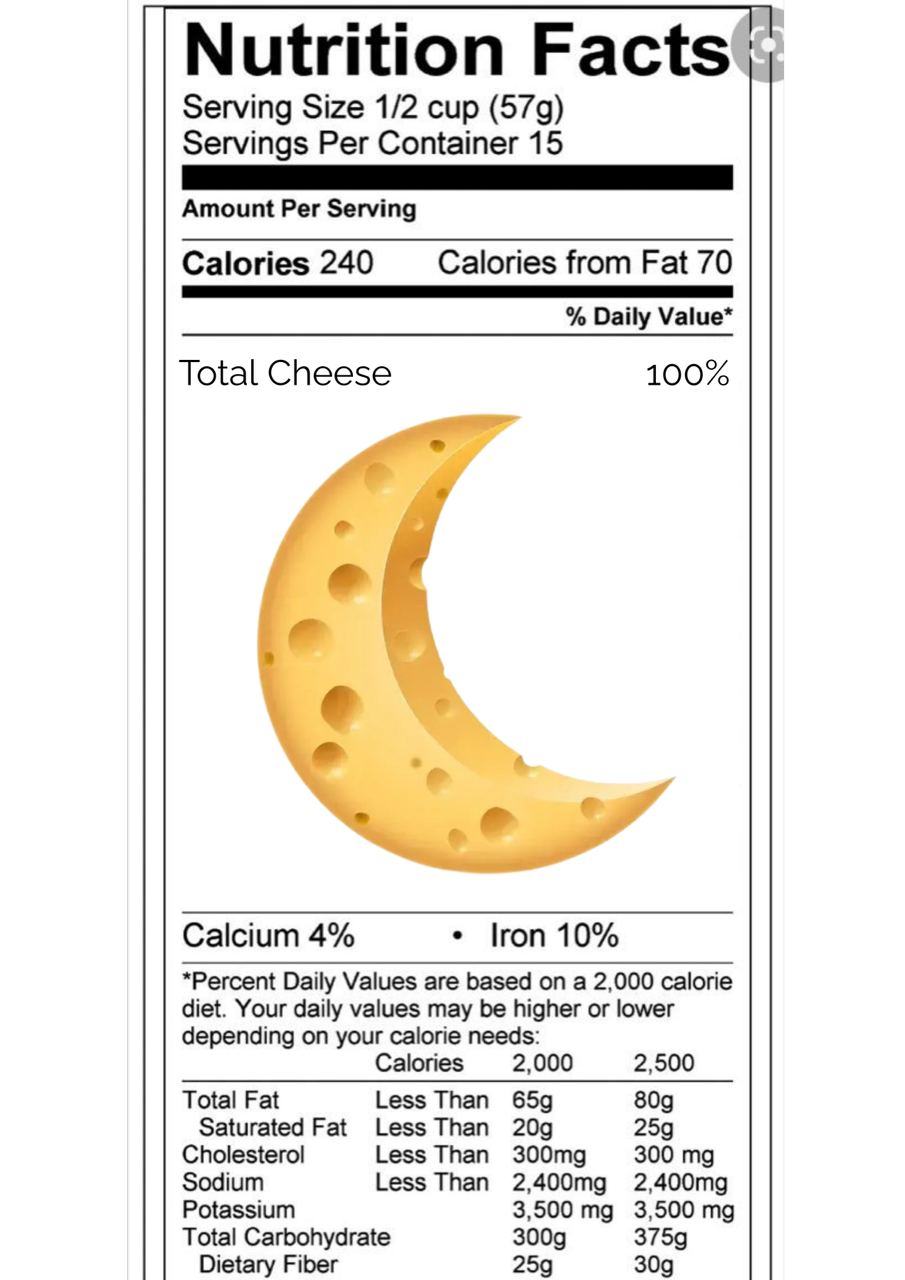 Nutrition Facts
Serving Size 1/2 cup (57g)
Servings Per Container 15
Amount Per Serving
Calories 240 Calories from Fat 70
% Daily Value*
Total Cheese 100%
Calcium 4% • Iron 10%
*Percent Daily Values are based on a 2,000 calorie
diet. Your daily values may be higher or lower
depending on your calorie needs:
Calories 2,000 2,500
Total Fat Less Than 65g 80g
Saturated Fat Less Than 20g 25g
Cholesterol Less Than 300mg 300 mg
Sodium Less Than 2,400mg 2,400mg
Potassium 3,500 mg 3,500 mg
Total Carbohydrate 300g 375g
Dietary Fiber 25g 30g